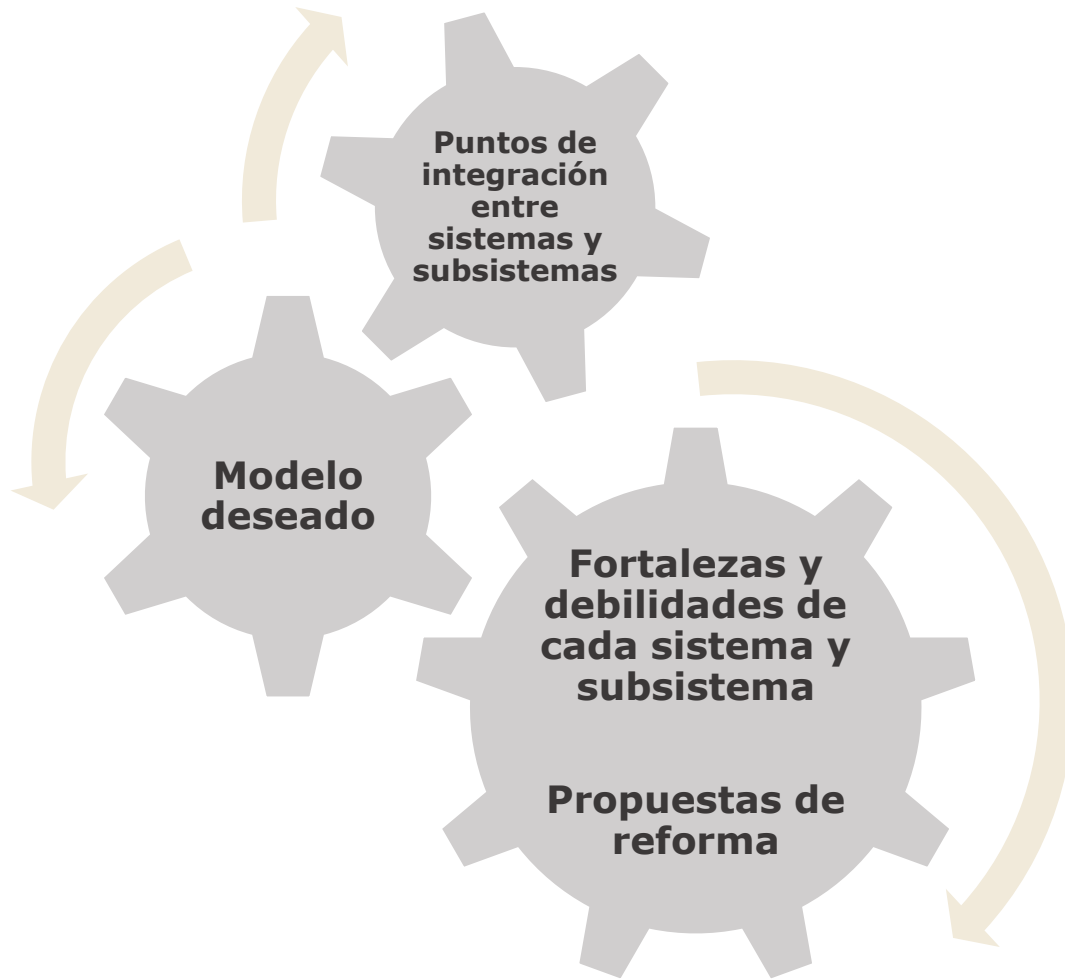 Puntos de
integración
entre
sistemas y
subsistemas
Modelo
deseado
Fortalezas y
debilidades de
cada sistema y
subsistema
Propuestas de
reforma